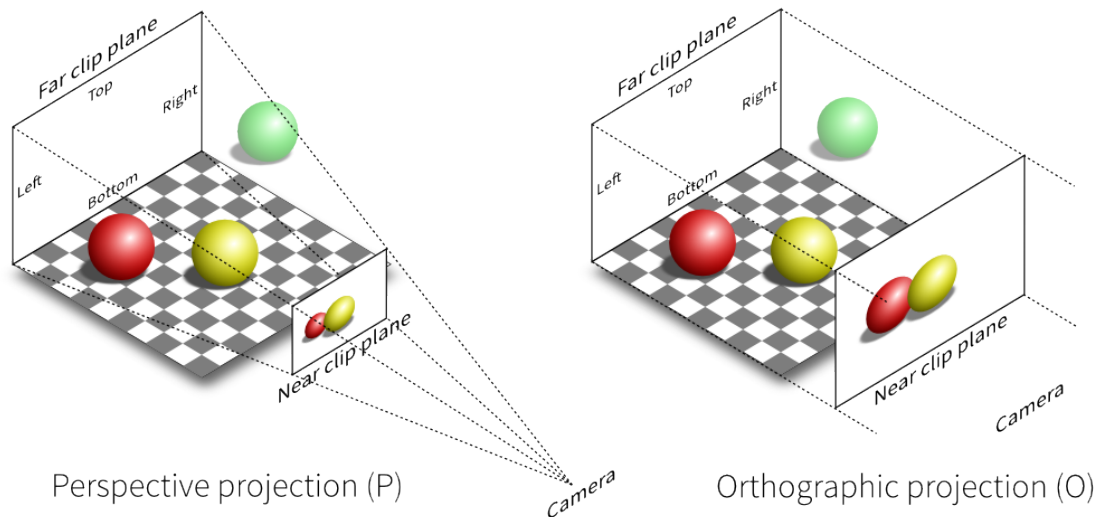 Far clip plane
Top
Right
Left
Bottom
Near clip plane
Camera
Perspective projection (P)
Far clip plane
Top
Right
Left
Bottom
Near clip plane
Camera
Orthographic projection (O)